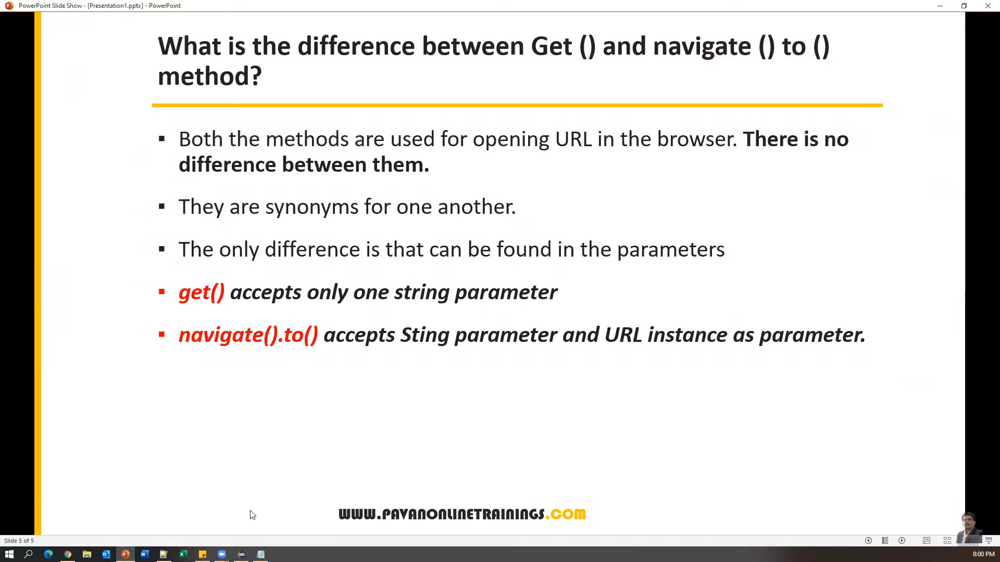 PowerPoint Slide Show - [Presentation1.pptx] - PowerPoint
What is the difference between Get () and navigate () to ()
method?
▪ Both the methods are used for opening URL in the browser. There is no
difference between them.
▪ They are synonyms for one another.
▪ The only difference is that can be found in the parameters
▪ get() accepts only one string parameter
▪ navigate().to() accepts Sting parameter and URL instance as parameter.
WWW.PAVANONLINETRAININGS.COM
Slide 5 of 5
8:00 PM